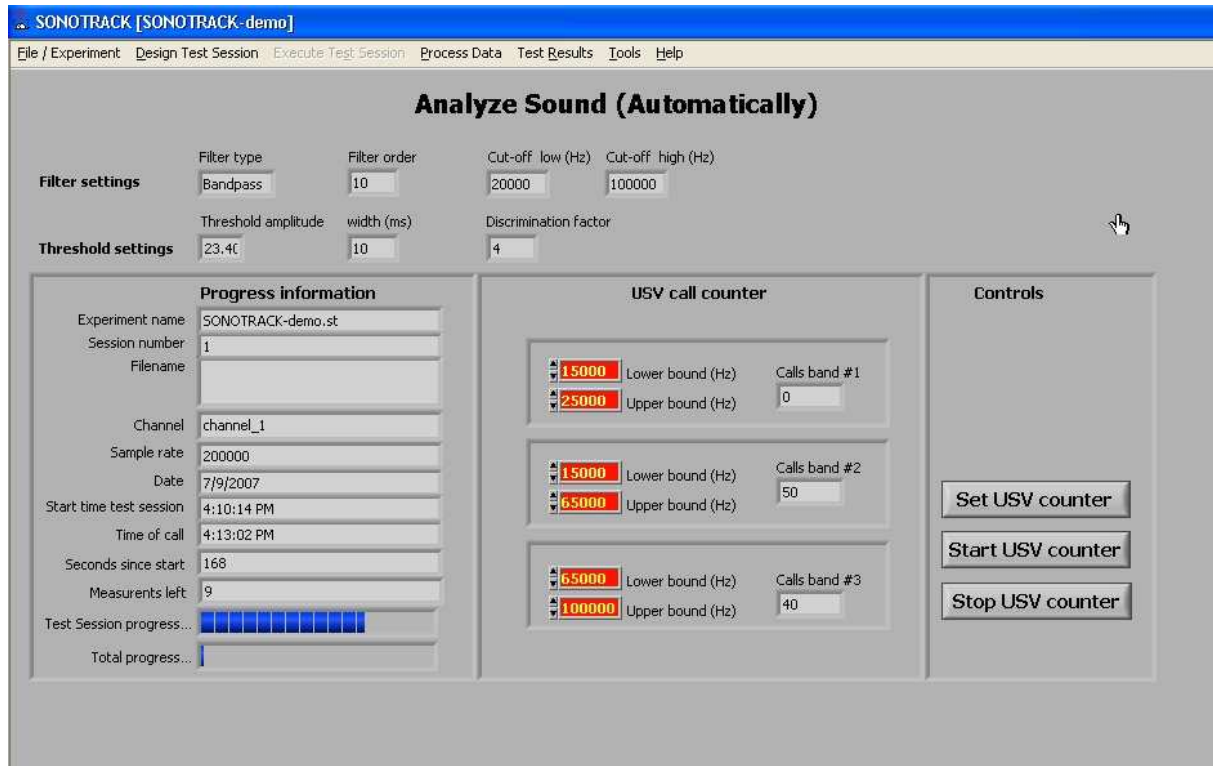 SONOTRACK [SONOTRACK-demo]
File / Experiment Design Test Session Execute Test Session Process Data Test Results Tools Help
Analyze Sound (Automatically)
Filter type Filter order Cut-off low (Hz) Cut-off high (Hz)
Filter settings Bandpass 10 20000 100000
Threshold amplitude width (ms) Discrimination factor
Threshold settings 23.40 10 4
Progress information
Experiment name SONOTRACK-demo.st
Session number 1
Filename
Channel channel_1
Sample rate 200000
Date 7/9/2007
Start time test session 4:10:14 PM
Time of call 4:13:02 PM
Seconds since start 168
Measurents left 9
Test Session progress...
Total progress...
USV call counter
15000 Lower bound (Hz) Calls band #1
25000 Upper bound (Hz) 0
15000 Lower bound (Hz) Calls band #2
65000 Upper bound (Hz) 50
65000 Lower bound (Hz) Calls band #3
100000 Upper bound (Hz) 40
Controls
Set USV counter
Start USV counter
Stop USV counter